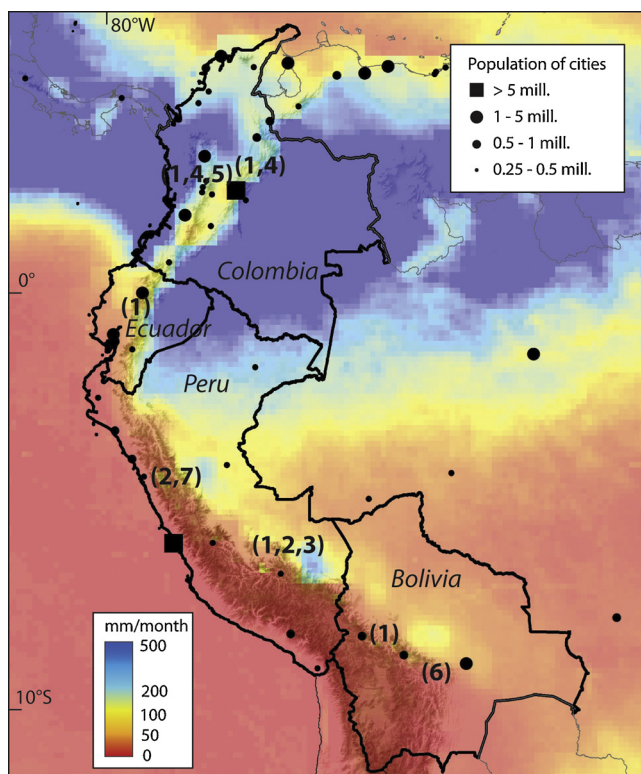 80°W
Population of cities
> 5 mill.
1 - 5 mill.
0.5 - 1 mill.
0.25 - 0.5 mill.
(1,4,5)
(1,4)
Colombia
0°
(1)
Ecuador
Peru
(2,7)
(1,2,3)
Bolivia
(1)
(6)
mm/month
500
200
100
50
0
10°S